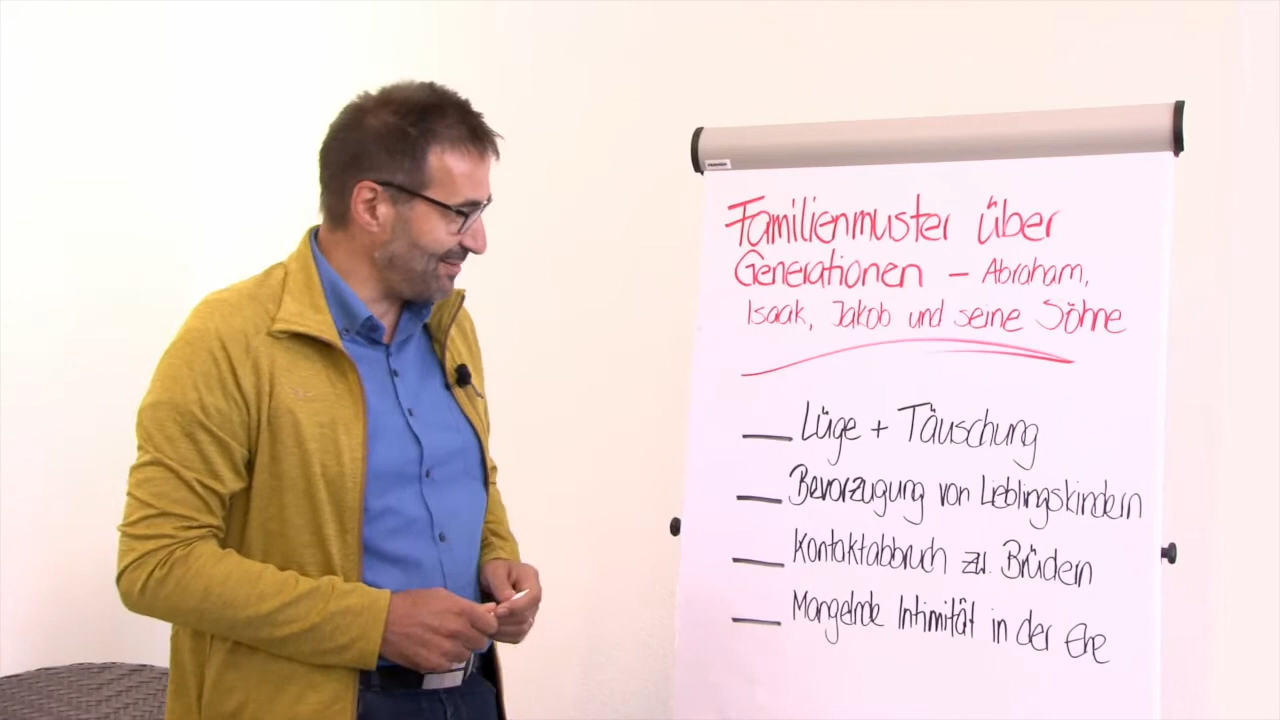 Familienmuster über
Generationen – Abraham,
Isaak, Jakob und seine Söhne
— Lüge + Täuschung
— Bevorzugung von Lieblingskindern
— Kontaktabbruch zw. Brüdern
— Mangelnde Intimität in der Ehe